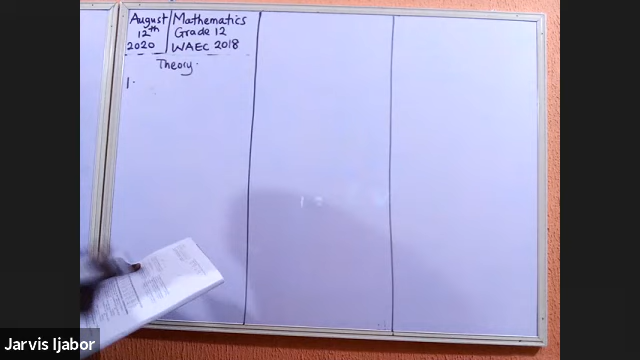 August
12th
2020
Mathematics
Grade 12
WAEC 2018
Theory.
1.
Jarvis Ijabor